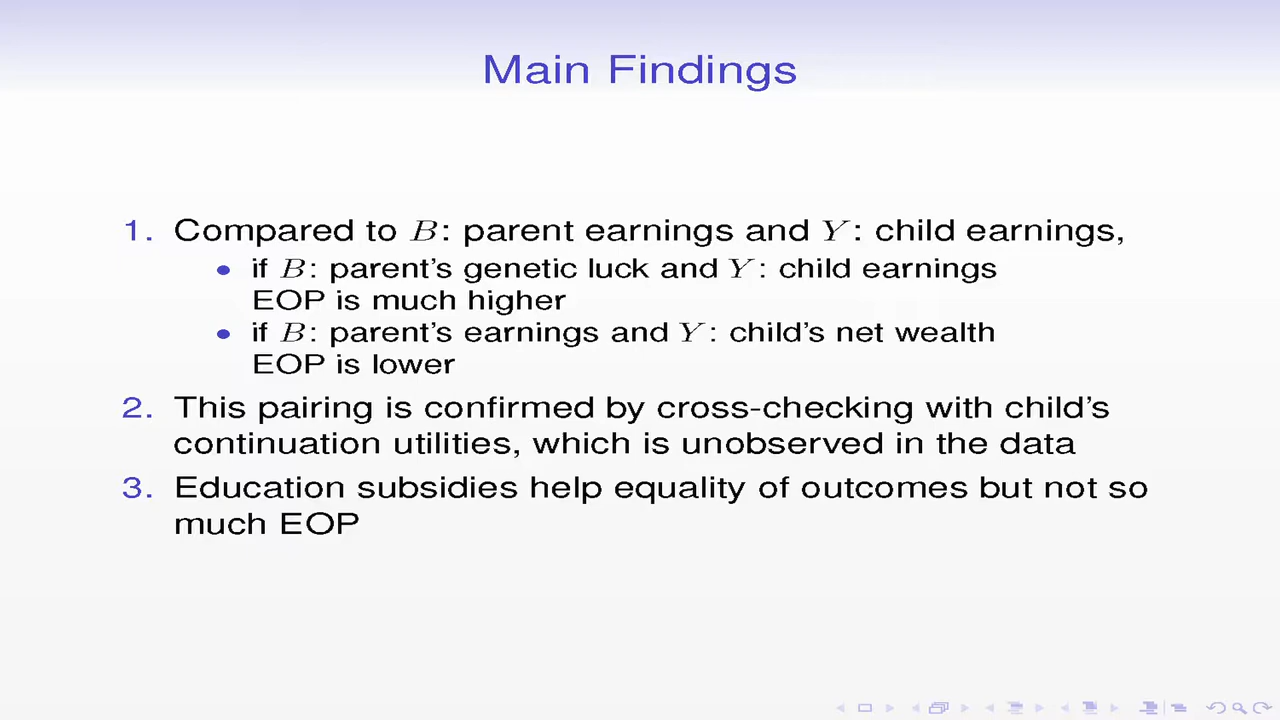 Main Findings
1. Compared to B: parent earnings and Y: child earnings,
• if B: parent's genetic luck and Y: child earnings
EOP is much higher
• if B: parent's earnings and Y: child's net wealth
EOP is lower
2. This pairing is confirmed by cross-checking with child's
continuation utilities, which is unobserved in the data
3. Education subsidies help equality of outcomes but not so
much EOP